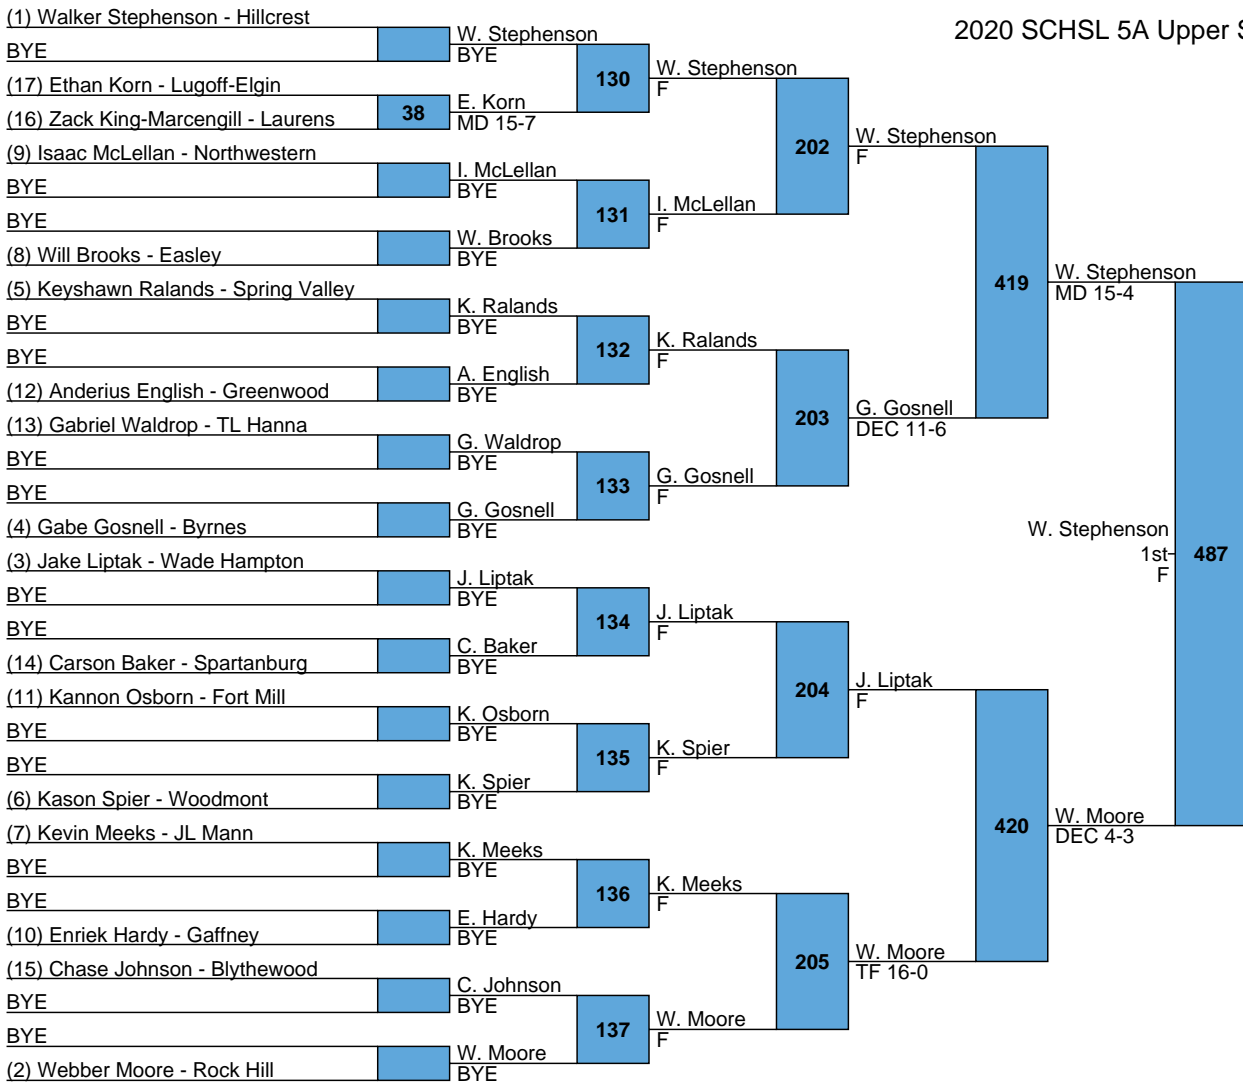 2020 SCHSL 5A Upper S
(1) Walker Stephenson - Hillcrest
BYE
(17) Ethan Korn - Lugoff-Elgin
(16) Zack King-Marcengill - Laurens
(9) Isaac McLellan - Northwestern
BYE
BYE
(8) Will Brooks - Easley
(5) Keyshawn Ralands - Spring Valley
BYE
BYE
(12) Anderius English - Greenwood
(13) Gabriel Waldrop - TL Hanna
BYE
BYE
(4) Gabe Gosnell - Byrnes
(3) Jake Liptak - Wade Hampton
BYE
BYE
(14) Carson Baker - Spartanburg
(11) Kannon Osborn - Fort Mill
BYE
BYE
(6) Kason Spier - Woodmont
(7) Kevin Meeks - JL Mann
BYE
BYE
(10) Enriek Hardy - Gaffney
(15) Chase Johnson - Blythewood
BYE
BYE
(2) Webber Moore - Rock Hill
38
W. Stephenson
BYE
E. Korn
MD 15-7
I. McLellan
BYE
W. Brooks
BYE
K. Ralands
BYE
A. English
BYE
G. Waldrop
BYE
G. Gosnell
BYE
J. Liptak
BYE
C. Baker
BYE
K. Osborn
BYE
K. Spier
BYE
K. Meeks
BYE
E. Hardy
BYE
C. Johnson
BYE
W. Moore
BYE
130
131
132
133
134
135
136
137
W. Stephenson
F
I. McLellan
F
K. Ralands
F
G. Gosnell
F
J. Liptak
F
K. Spier
F
K. Meeks
F
W. Moore
F
202
203
204
205
W. Stephenson
F
G. Gosnell
DEC 11-6
J. Liptak
F
W. Moore
TF 16-0
419
420
W. Stephenson
MD 15-4
W. Moore
DEC 4-3
W. Stephenson
1st
F
487